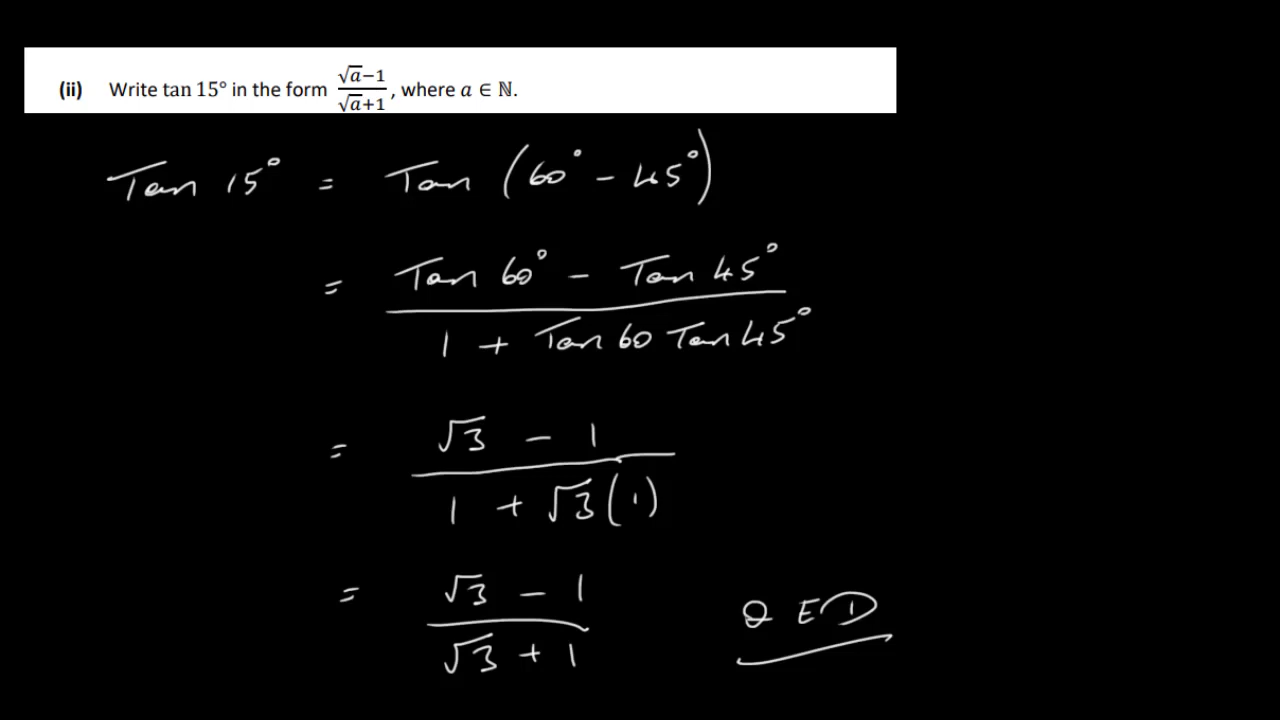 (ii) Write tan 15° in the form √a−1/√a+1, where a ∈ ℕ.
Tan 15° = Tan (60° − 45°)
= Tan 60° − Tan 45°
1 + Tan 60 Tan 45°
= √3 − 1
1 + √3 (1)
= √3 − 1
√3 + 1
QED